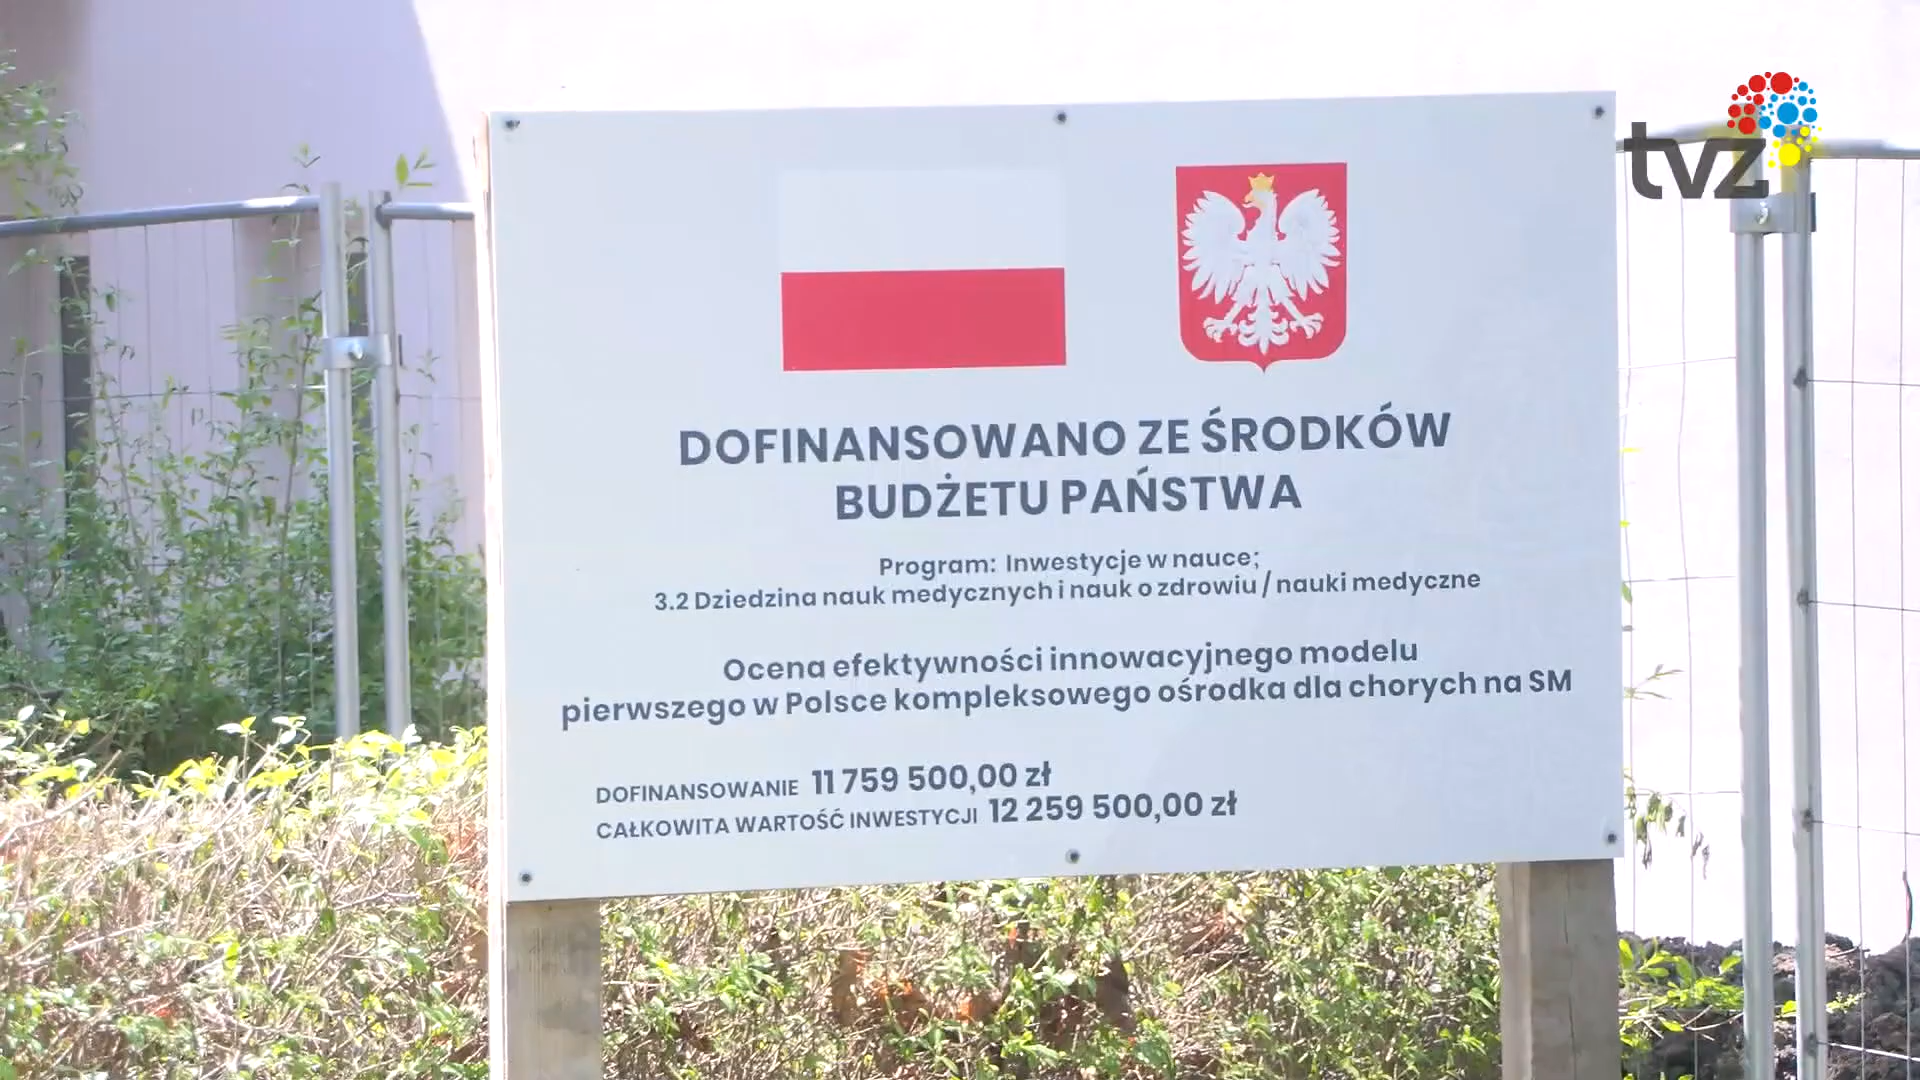 tvz
DOFINANSOWANO ZE ŚRODKÓW
BUDŻETU PAŃSTWA
Program: Inwestycje w nauce;
3.2 Dziedzina nauk medycznych i nauk o zdrowiu / nauki medyczne
Ocena efektywności innowacyjnego modelu
pierwszego w Polsce kompleksowego ośrodka dla chorych na SM
DOFINANSOWANIE 11 759 500,00 zł
CAŁKOWITA WARTOŚĆ INWESTYCJI 12 259 500,00 zł